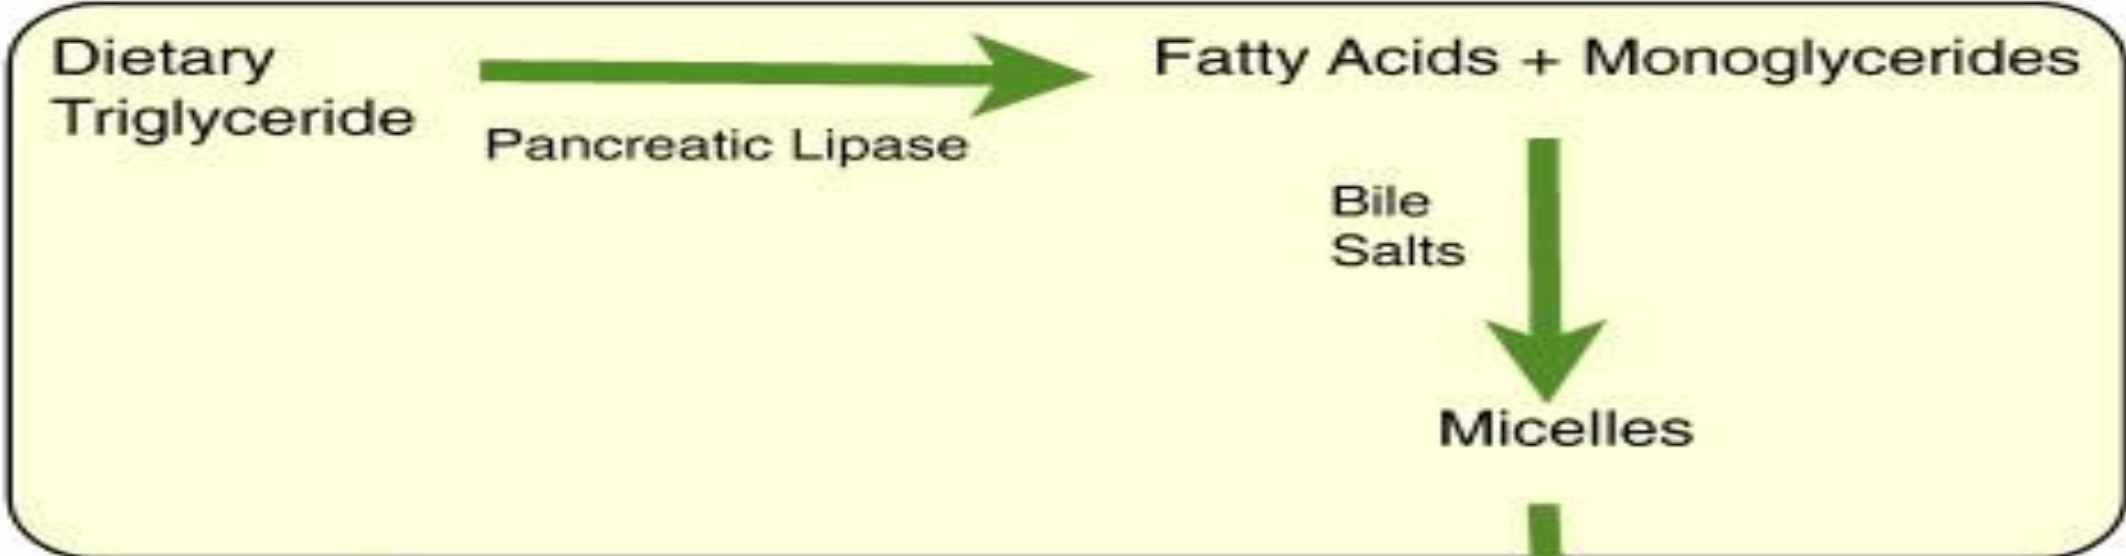 Dietary
Triglyceride
Pancreatic Lipase
Fatty Acids + Monoglycerides
Bile
Salts
Micelles